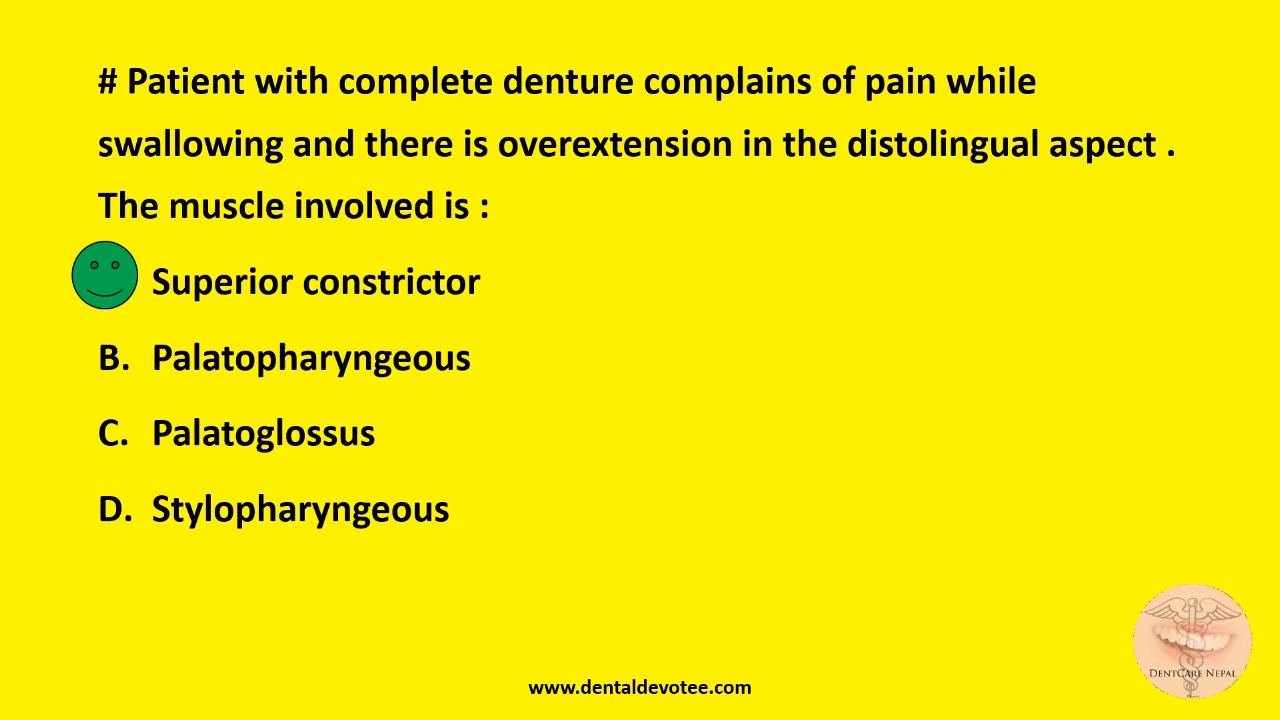 # Patient with complete denture complains of pain while
swallowing and there is overextension in the distolingual aspect .
The muscle involved is :
Superior constrictor
B. Palatopharyngeous
C. Palatoglossus
D. Stylopharyngeous
DENTCARE NEPAL
www.dentaldevotee.com